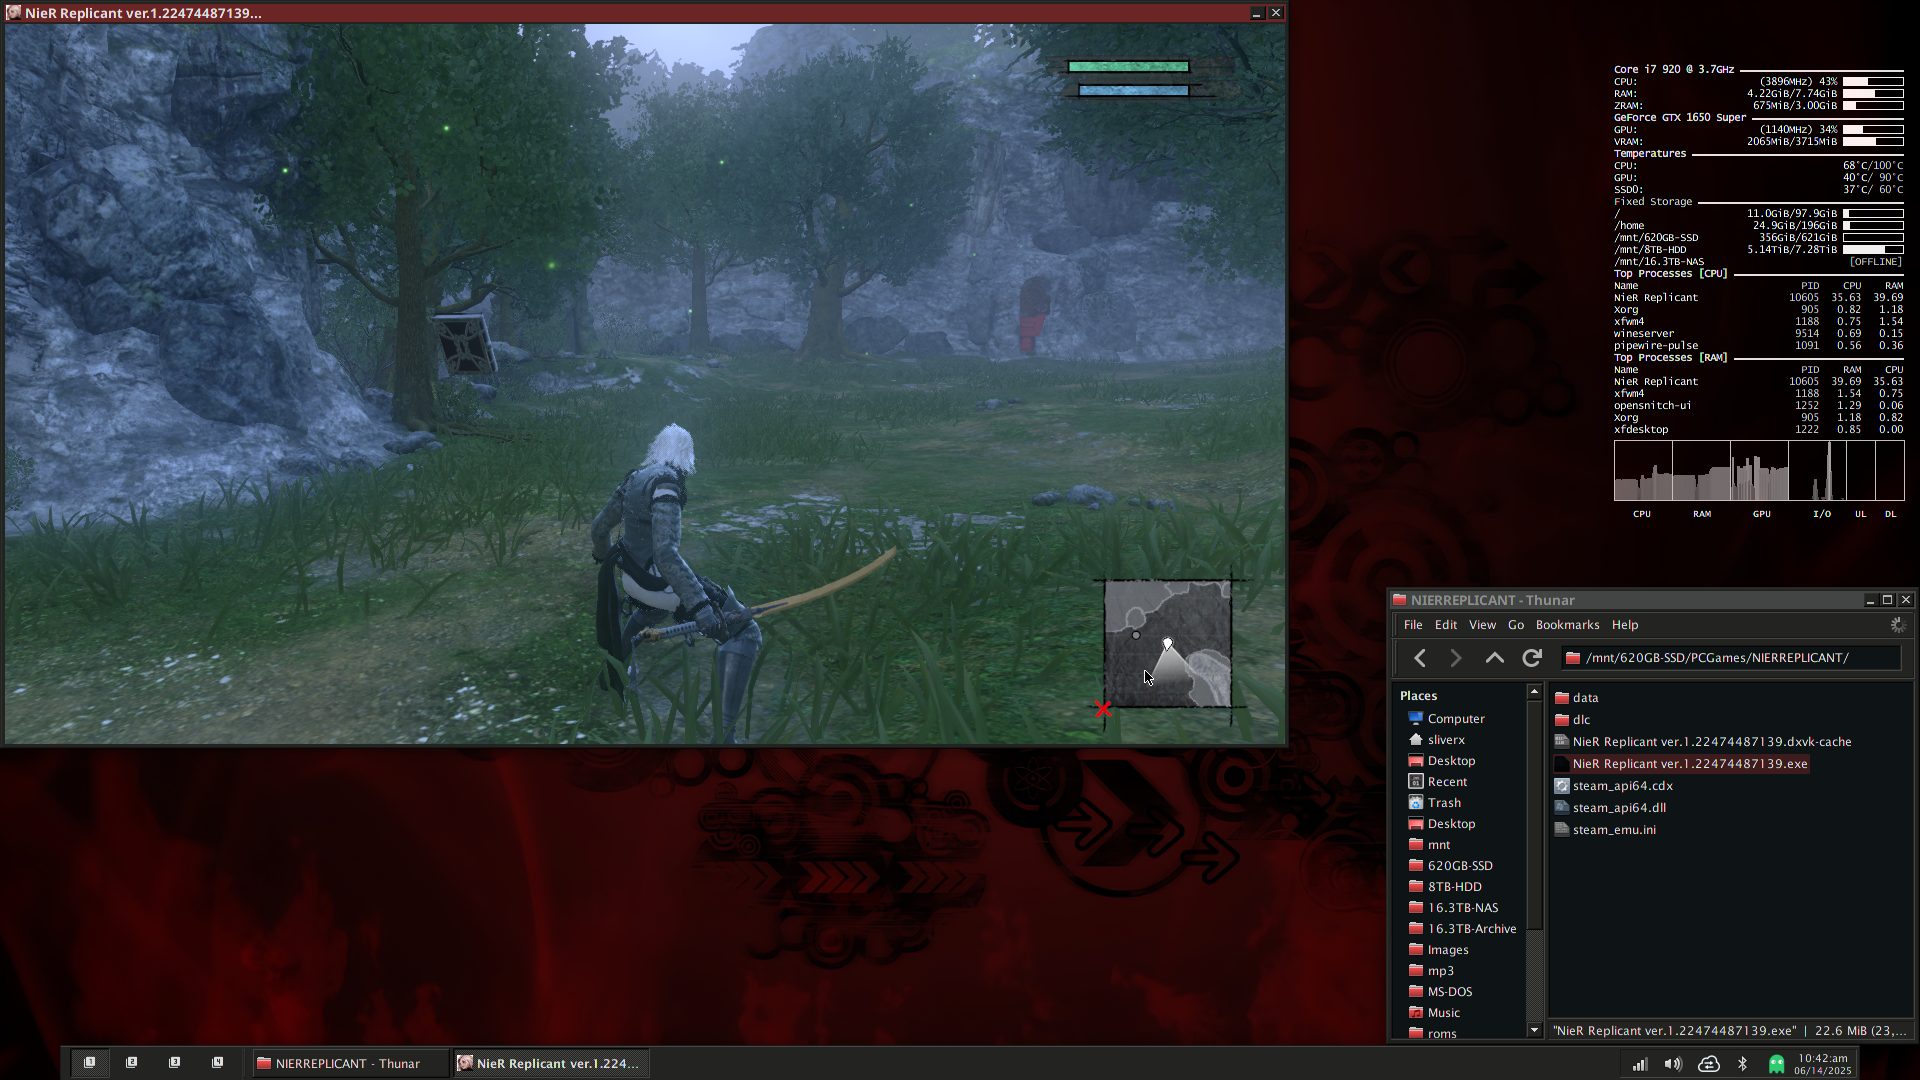 NieR Replicant ver.1.22474487139...
Core i7 920 @ 3.7GHz
CPU: (3896MHz) 43%
RAM: 4.22GiB/7.74GiB
ZRAM: 675MiB/3.00GiB
GeForce GTX 1650 Super
GPU: (1140MHz) 34%
VRAM: 2065MiB/3715MiB
Temperatures
CPU: 68°C/100°C
GPU: 40°C/ 90°C
SSD0: 37°C/ 60°C
Fixed Storage
/ 11.0GiB/97.9GiB
/home 24.9GiB/196GiB
/mnt/620GB-SSD 356GiB/621GiB
/mnt/8TB-HDD 5.14TiB/7.28TiB
/mnt/16.3TB-NAS [OFFLINE]
Top Processes [CPU]
Name PID CPU RAM
NieR Replicant 10605 35.63 39.69
Xorg 905 0.82 1.18
xfwm4 1188 0.75 1.54
wineserver 9514 0.69 0.15
pipewire-pulse 1091 0.56 0.36
Top Processes [RAM]
Name PID RAM CPU
NieR Replicant 10605 39.69 35.63
xfwm4 1188 1.54 0.75
opensnitch-ui 1252 1.29 0.06
Xorg 905 1.18 0.82
xfdesktop 1222 0.85 0.00
CPU RAM GPU I/O UL DL
NIERREPLICANT - Thunar
File Edit View Go Bookmarks Help
/mnt/620GB-SSD/PCGames/NIERREPLICANT/
Places
Computer
sliverx
Desktop
Recent
Trash
Desktop
mnt
620GB-SSD
8TB-HDD
16.3TB-NAS
16.3TB-Archive
Images
mp3
MS-DOS
Music
roms
data
dlc
NieR Replicant ver.1.22474487139.dxvk-cache
NieR Replicant ver.1.22474487139.exe
steam_api64.cdx
steam_api64.dll
steam_emu.ini
"NieR Replicant ver.1.22474487139.exe" | 22.6 MiB (23,...
1 2 3 4
NIERREPLICANT - Thunar
NieR Replicant ver.1.224...
10:42:am
06/14/2025